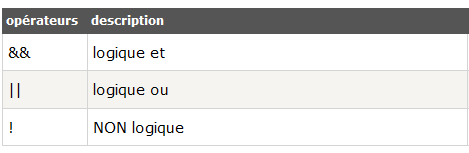 opérateurs description
&& logique et
|| logique ou
! NON logique